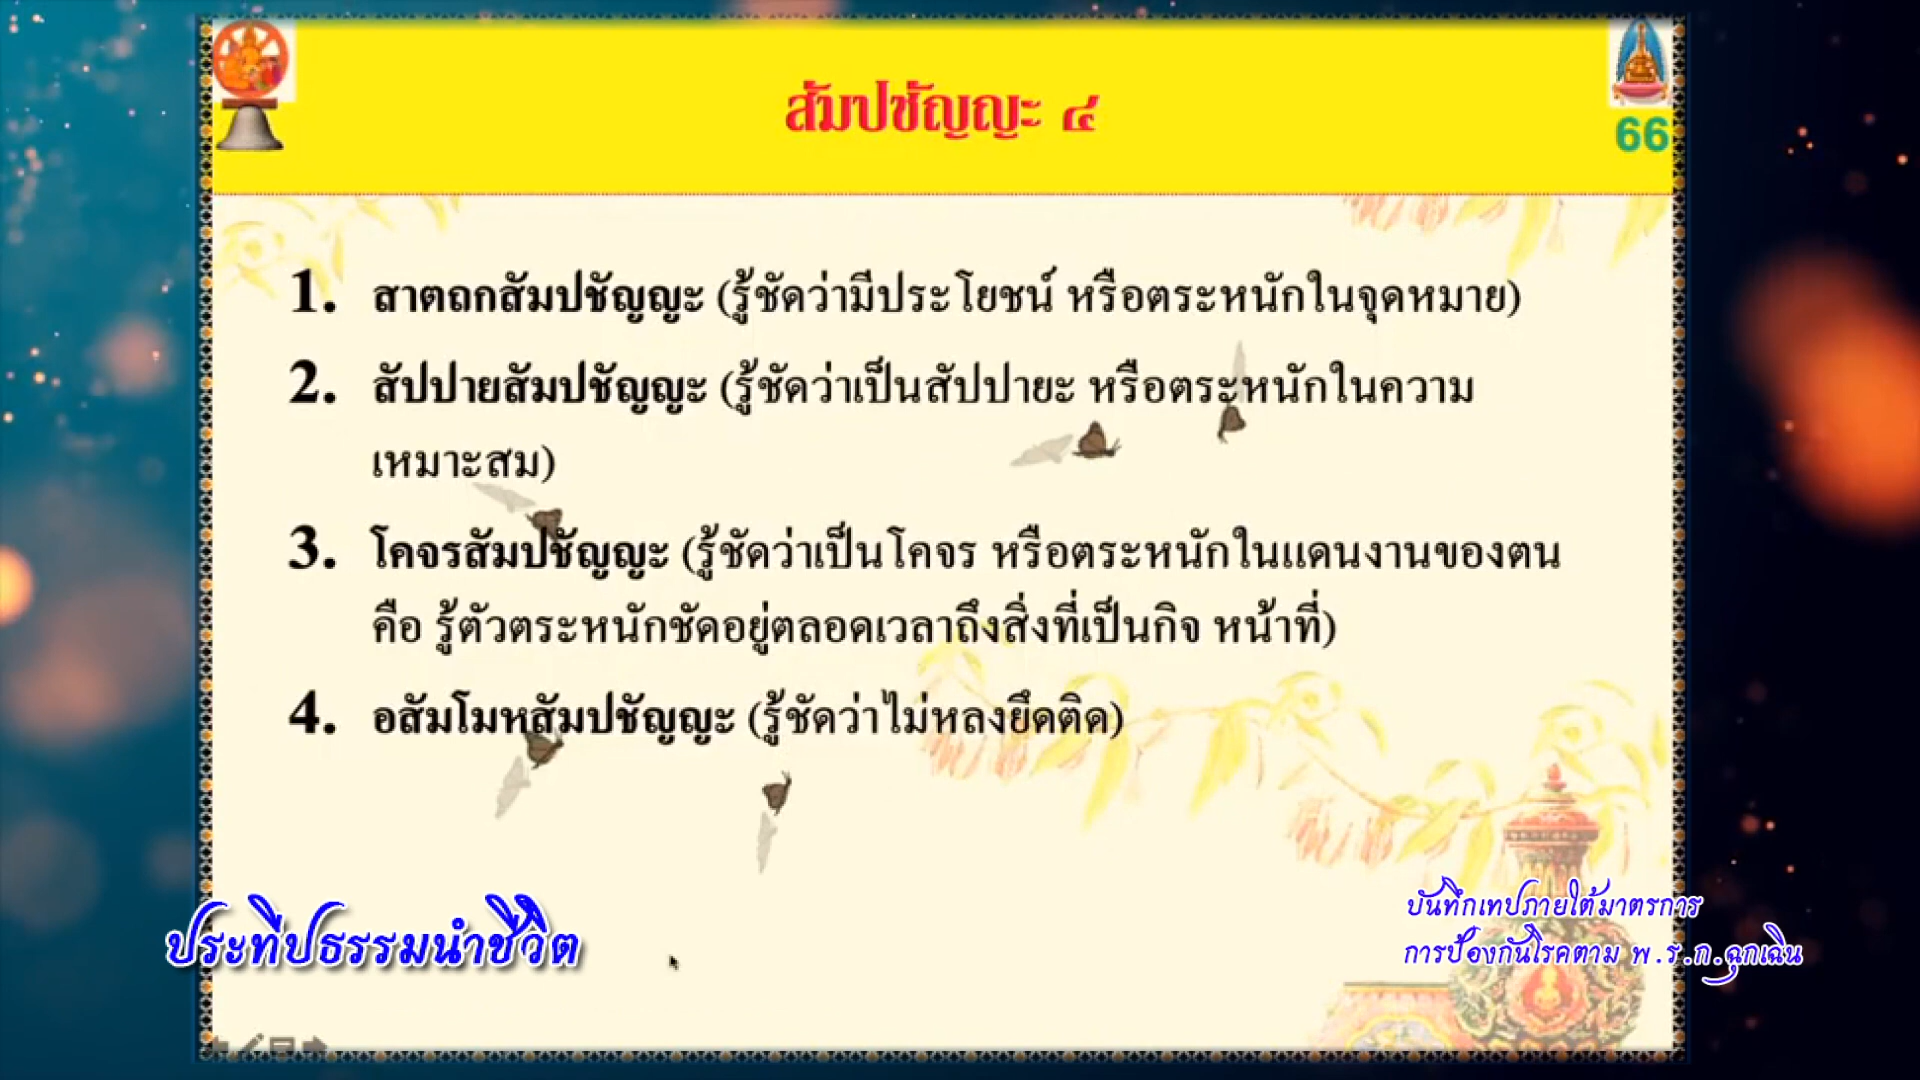 สัมปชัญญะ ๔
66
1. สาตถกสัมปชัญญะ (รู้ชัดว่ามีประโยชน์ หรือตระหนักในจุดหมาย)
2. สัปปายสัมปชัญญะ (รู้ชัดว่าเป็นสัปปายะ หรือตระหนักในความ
เหมาะสม)
3. โคจรสัมปชัญญะ (รู้ชัดว่าเป็นโคจร หรือตระหนักในแดนงานของตน
คือ รู้ตัวตระหนักชัดอยู่ตลอดเวลาถึงสิ่งที่เป็นกิจ หน้าที่)
4. อสัมโมหสัมปชัญญะ (รู้ชัดว่าไม่หลงยึดติด)
ประทีปธรรมนำชีวิต
บันทึกเทปภายใต้มาตรการ
การป้องกันโรคตาม พ.ร.ก.ฉุกเฉิน